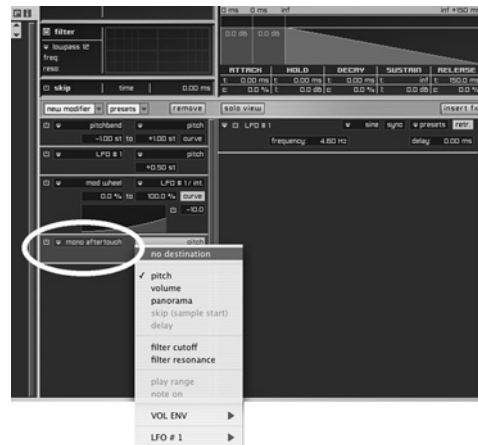 0 ms 0 ms inf inf +150 m
filter
lowpass 12
freq:
reso:
0.0 dB 0.0 dB
ATTACK HOLD DECAY SUSTAIN RELEASE
t: 0.00 ms t: 0.00 ms t: 0.00 ms t: inf t: 150.0 m
c: 0.0 % l: 0.0 dB c: 0.0 % l: 0.0 dB c: 0.0 %
skip time 0.00 ms
new modifier presets remove
solo view insert fx
pitchbend pitch
-1.00 st to +1.00 st curve
LFO # 1 sine sync presets retr.
frequency: 4.60 Hz delay: 0.00 ms
LFO # 1 pitch
+0.50 st
mod wheel LFO # 1 / int.
0.0 % to 100.0 % curve
-10.0
mono aftertouch pitch
no destination
✓ pitch
volume
panorama
skip (sample start)
delay
filter cutoff
filter resonance
play range
note on
VOL ENV
LFO # 1